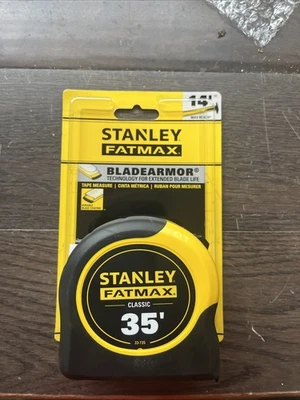 14'
STANLEY
FATMAX
BLADEARMOR®
TECHNOLOGY FOR EXTENDED BLADE LIFE
TAPE MEASURE | CINTA MÉTRICA | RUBAN POUR MESURER
STANLEY
FATMAX
CLASSIC
35'